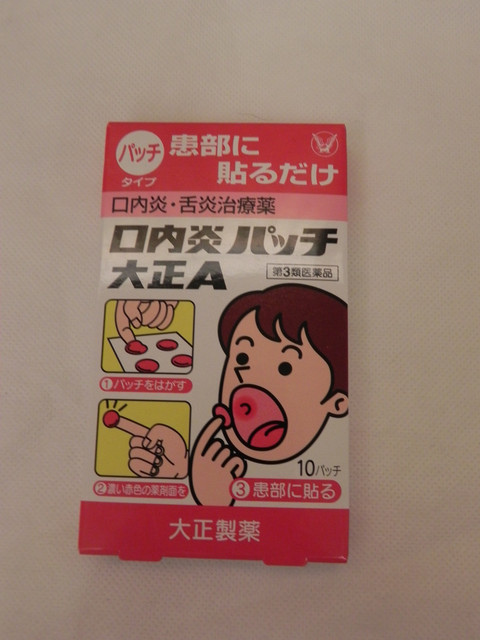 パッチ
タイプ
患部に
貼るだけ
口内炎・舌炎治療薬
口内炎パッチ
大正A
第3類医薬品
①パッチをはがす
②濃い赤色の薬剤面を
10パッチ
③患部に貼る
大正製薬